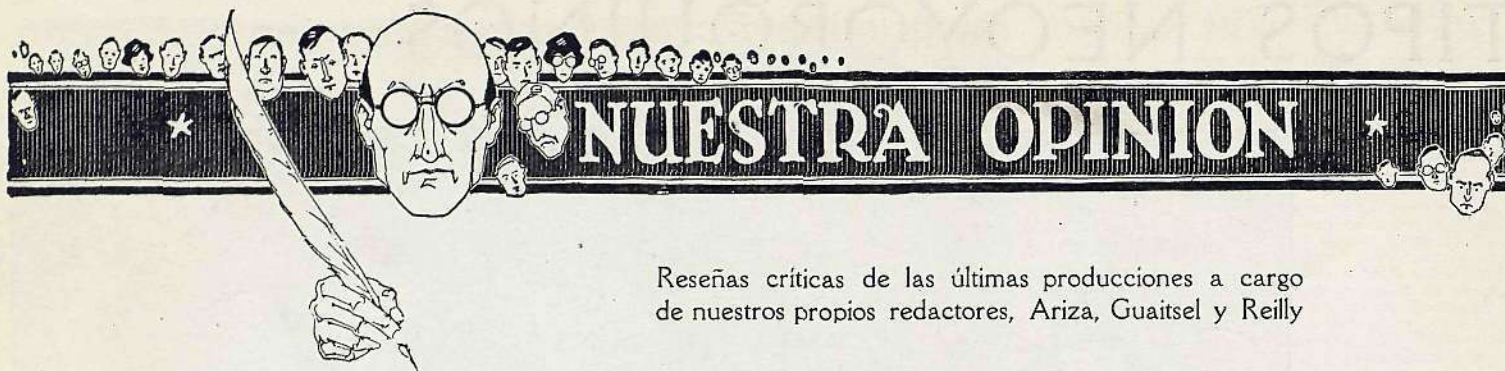 NUESTRA OPINION
Reseñas críticas de las últimas producciones a cargo
de nuestros propios redactores, Ariza, Guaitsel y Reilly